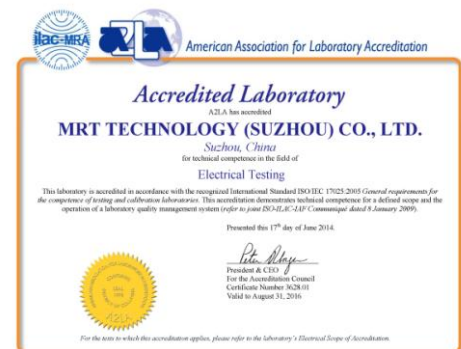 ilac-MRA
A2LA
American Association for Laboratory Accreditation
Accredited Laboratory
A2LA has accredited
MRT TECHNOLOGY (SUZHOU) CO., LTD.
Suzhou, China
for technical competence in the field of
Electrical Testing
This laboratory is accredited in accordance with the recognized International Standard ISO/IEC 17025:2005 General requirements for
the competence of testing and calibration laboratories. This accreditation demonstrates technical competence for a defined scope and the
operation of a laboratory quality management system (refer to joint ISO-ILAC-IAF Communiqué dated 8 January 2009).
Presented this 17th day of June 2014.
President & CEO
For the Accreditation Council
Certificate Number 3628.01
Valid to August 31, 2016
A2LA
For the tests to which this accreditation applies, please refer to the laboratory's Electrical Scope of Accreditation.